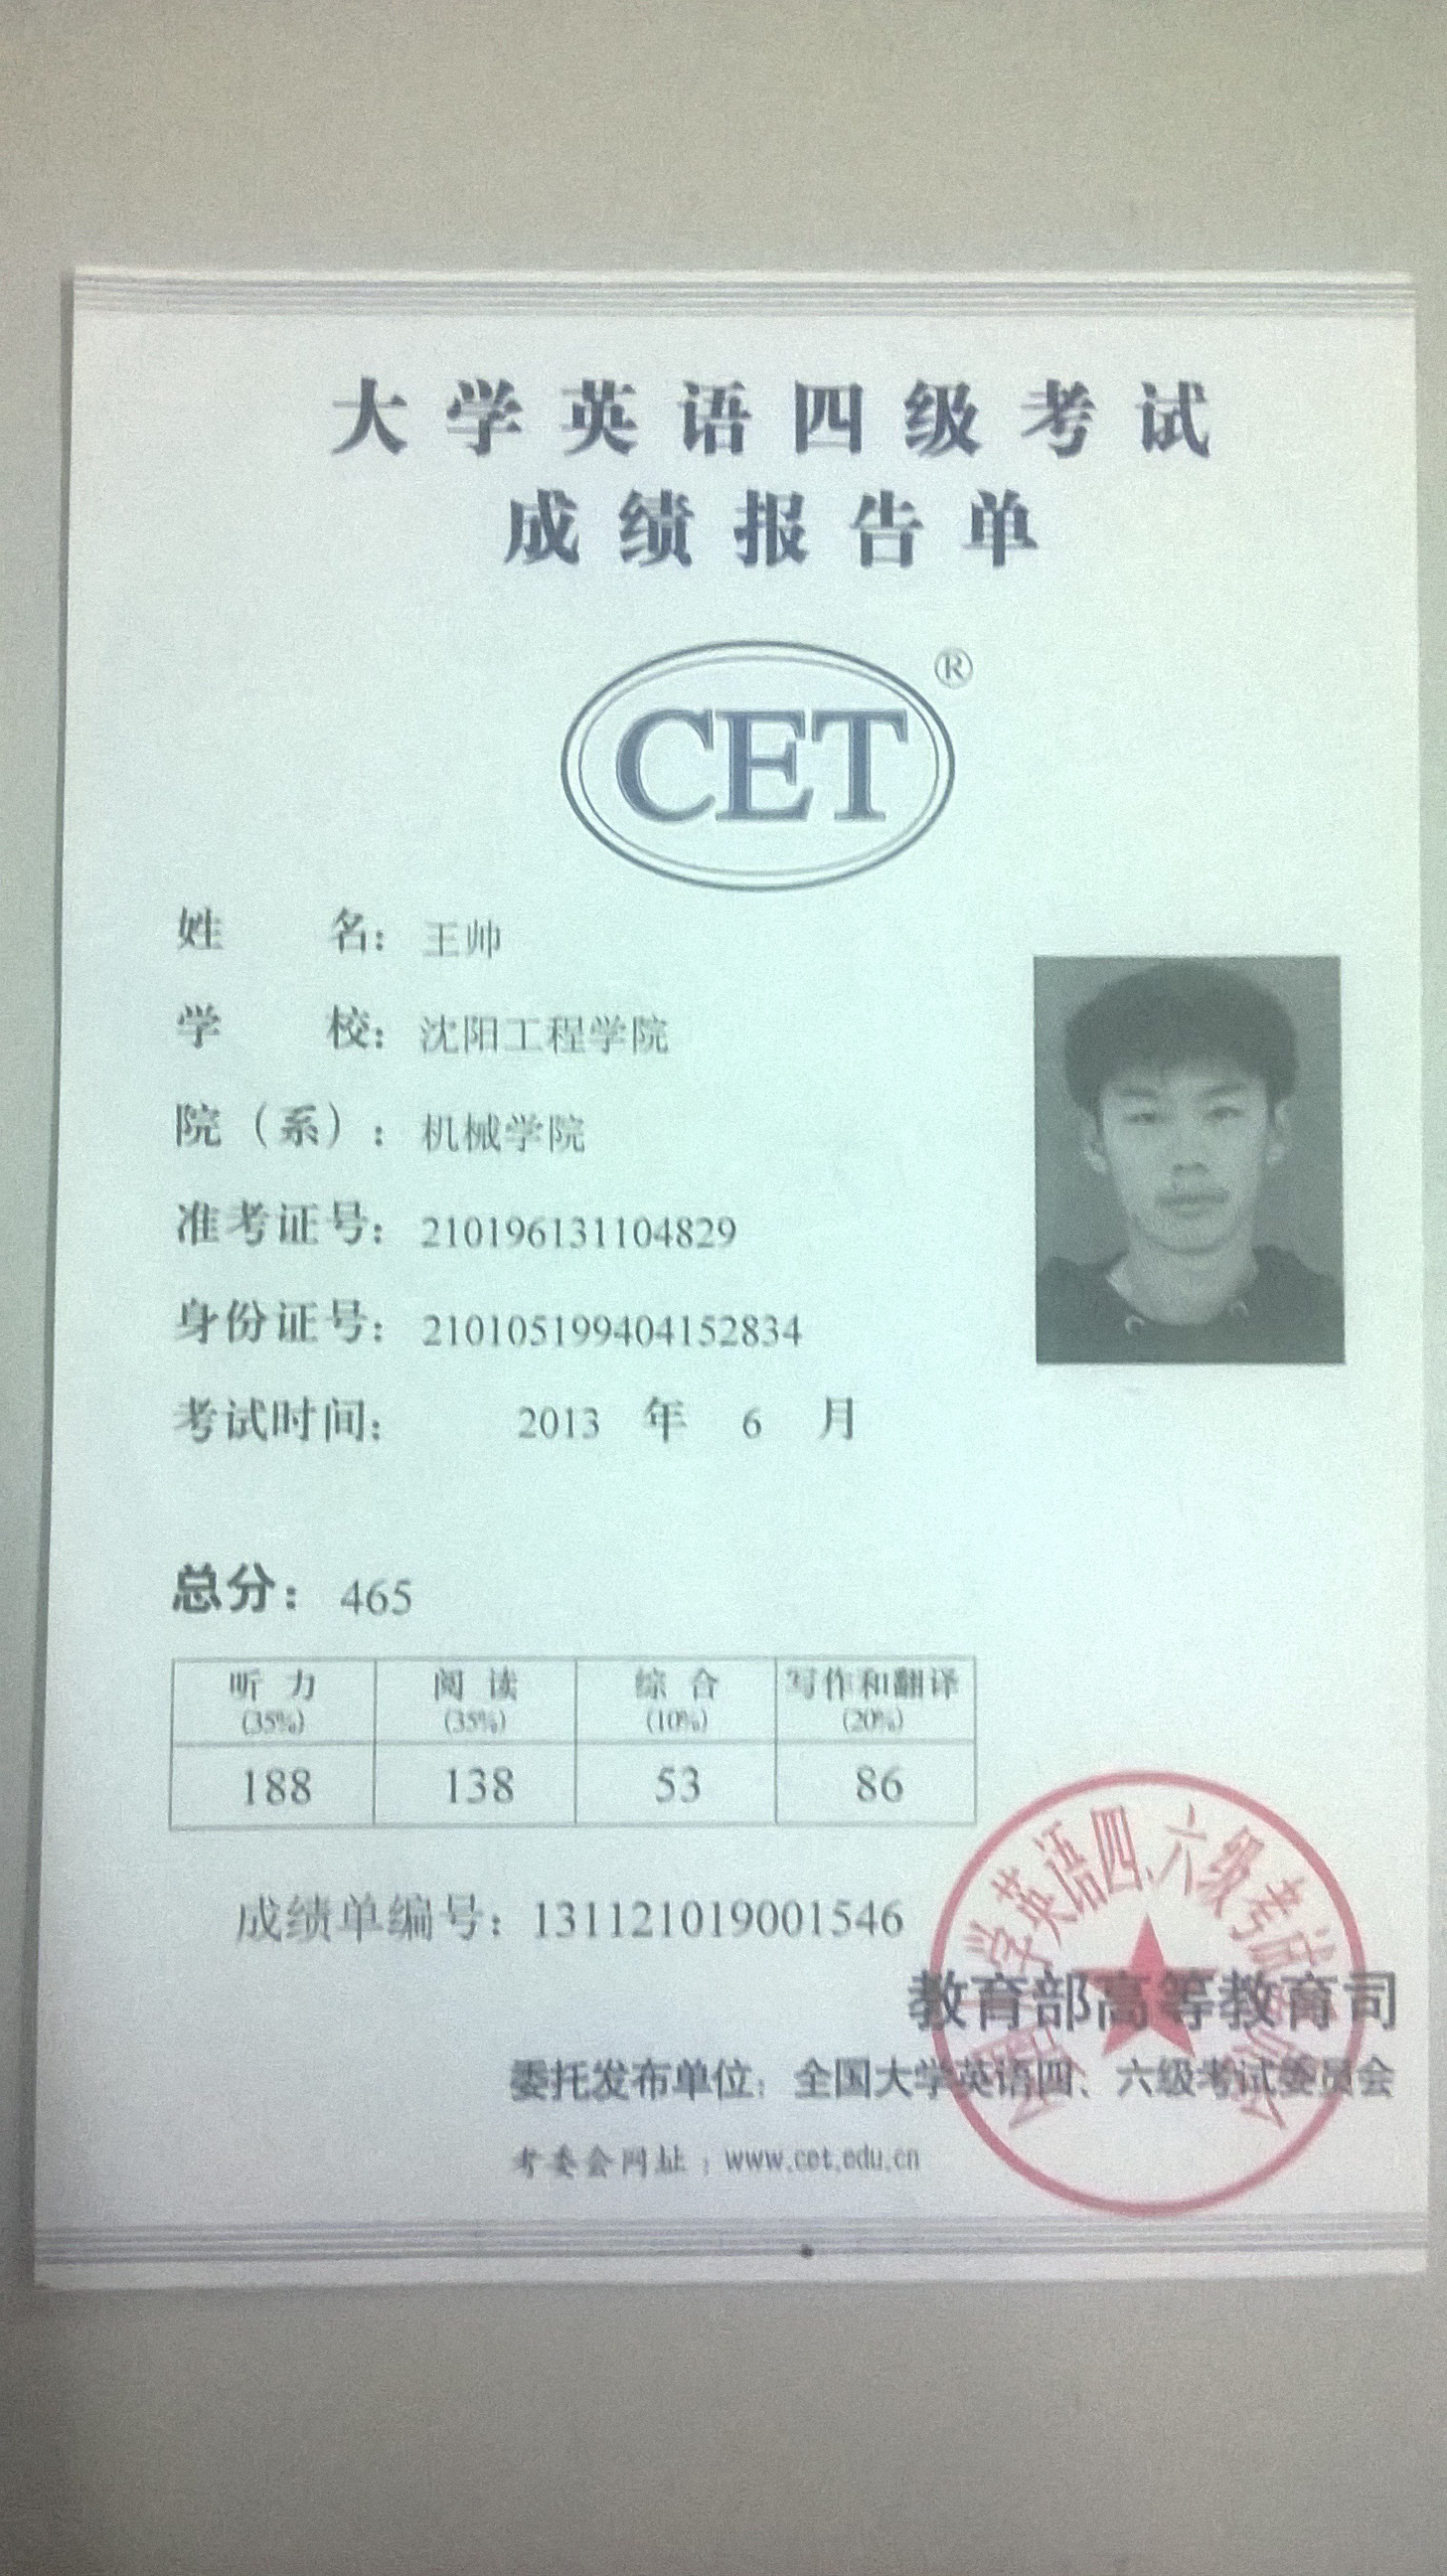 大学英语四级考试
成绩报告单
CET®
姓 名：王帅
学 校：沈阳工程学院
院（系）：机械学院
准考证号：210196131104829
身份证号：210105199404152834
考试时间： 2013 年 6 月
总分：465
听力 阅读 综合 写作和翻译
(35%) (35%) (10%) (20%)
188 138 53 86
成绩单编号：131121019001546
学英语四、六级考试
教育部高等教育司
委托发布单位：全国大学英语四、六级考试委员会
考委会网址：www.cet.edu.cn